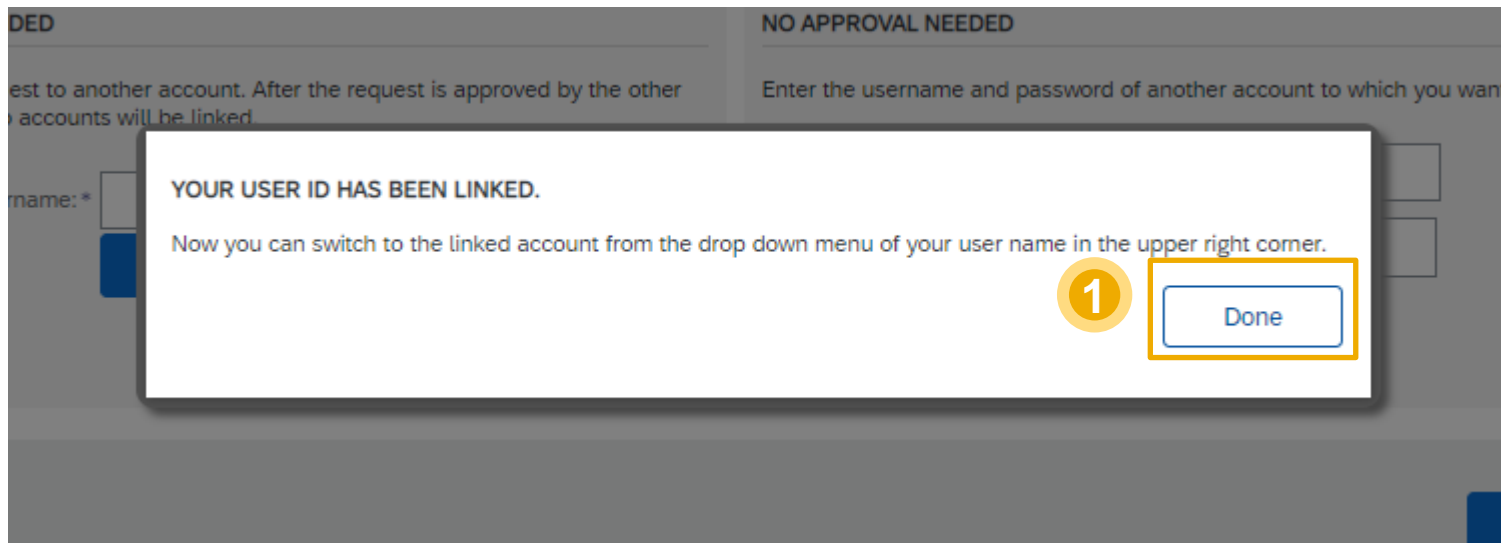 DED
NO APPROVAL NEEDED
est to another account. After the request is approved by the other
accounts will be linked.
Enter the username and password of another account to which you wan
rname:*
YOUR USER ID HAS BEEN LINKED.
Now you can switch to the linked account from the drop down menu of your user name in the upper right corner.
1
Done